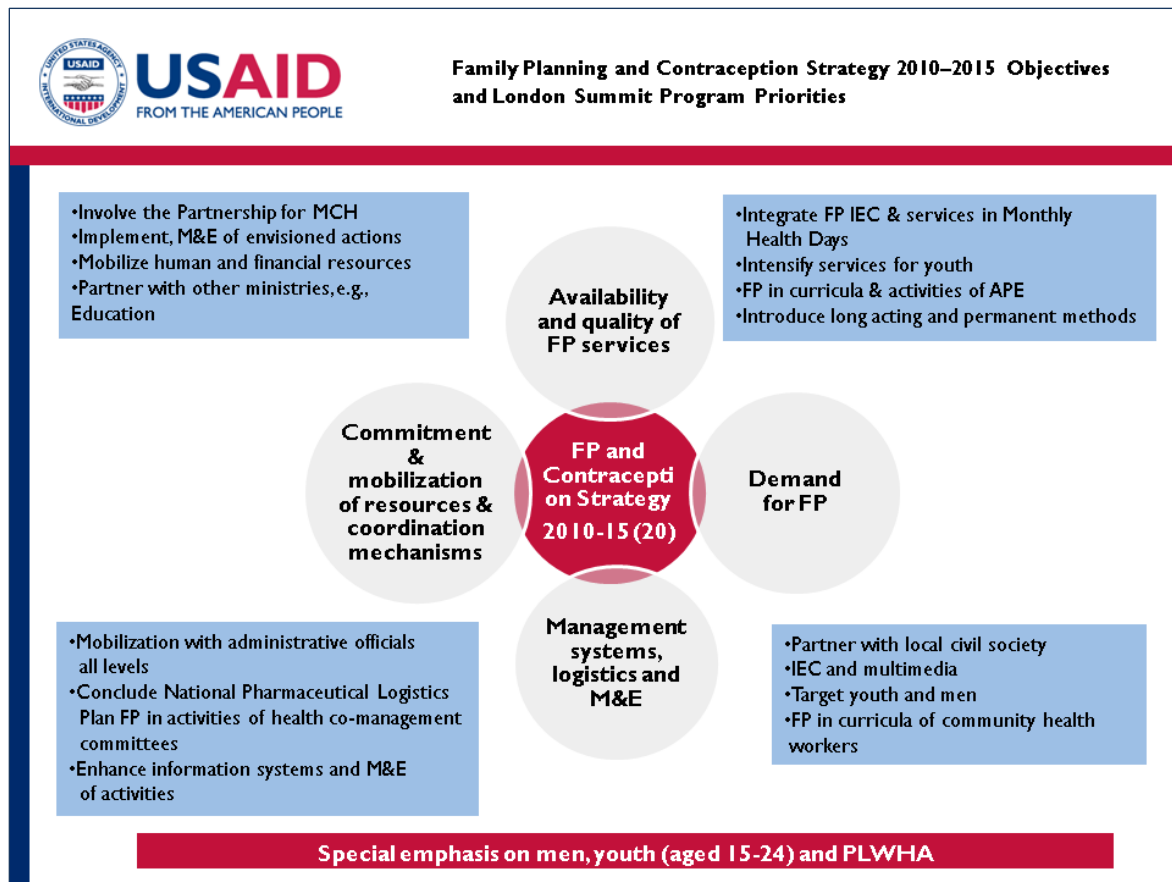 UNITED STATES AGENCY
USAID
INTERNATIONAL DEVELOPMENT
USAID
FROM THE AMERICAN PEOPLE
Family Planning and Contraception Strategy 2010–2015 Objectives
and London Summit Program Priorities
•Involve the Partnership for MCH
•Implement, M&E of envisioned actions
•Mobilize human and financial resources
•Partner with other ministries, e.g.,
Education
•Integrate FP IEC & services in Monthly
Health Days
•Intensify services for youth
•FP in curricula & activities of APE
•Introduce long acting and permanent methods
Availability
and quality of
FP services
Commitment
&
mobilization
of resources &
coordination
mechanisms
FP and
Contracepti
on Strategy
2010-15 (20)
Demand
for FP
Management
systems,
logistics and
M&E
•Mobilization with administrative officials
all levels
•Conclude National Pharmaceutical Logistics
Plan FP in activities of health co-management
committees
•Enhance information systems and M&E
of activities
•Partner with local civil society
•IEC and multimedia
•Target youth and men
•FP in curricula of community health
workers
Special emphasis on men, youth (aged 15-24) and PLWHA